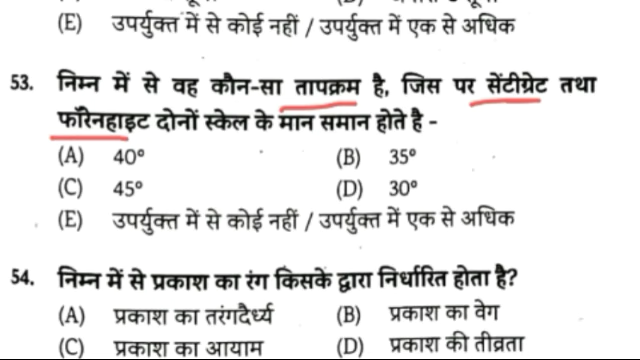 (E) उपर्युक्त में से कोई नहीं / उपर्युक्त में एक से अधिक
53. निम्न में से वह कौन-सा तापक्रम है, जिस पर सेंटीग्रेट तथा
फॉरेनहाइट दोनों स्केल के मान समान होते है -
(A) 40° (B) 35°
(C) 45° (D) 30°
(E) उपर्युक्त में से कोई नहीं / उपर्युक्त में एक से अधिक
54. निम्न में से प्रकाश का रंग किसके द्वारा निर्धारित होता है?
(A) प्रकाश का तरंगदैर्ध्य (B) प्रकाश का वेग
(C) प्रकाश का आयाम (D) प्रकाश की तीव्रता